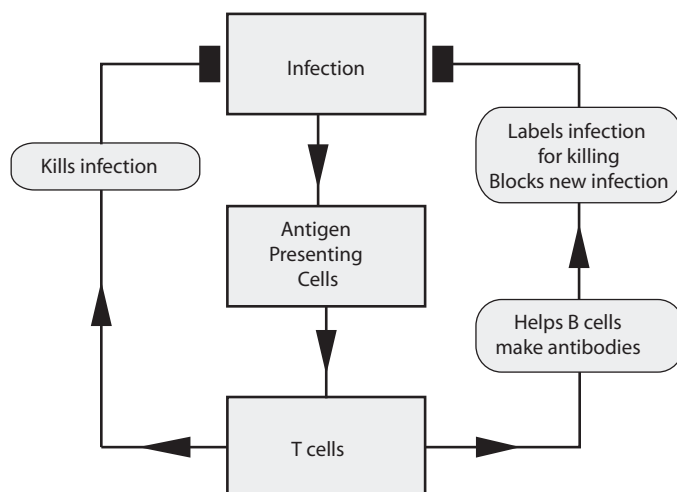 Infection
Kills infection
Labels infection
for killing
Blocks new infection
Antigen
Presenting
Cells
Helps B cells
make antibodies
T cells